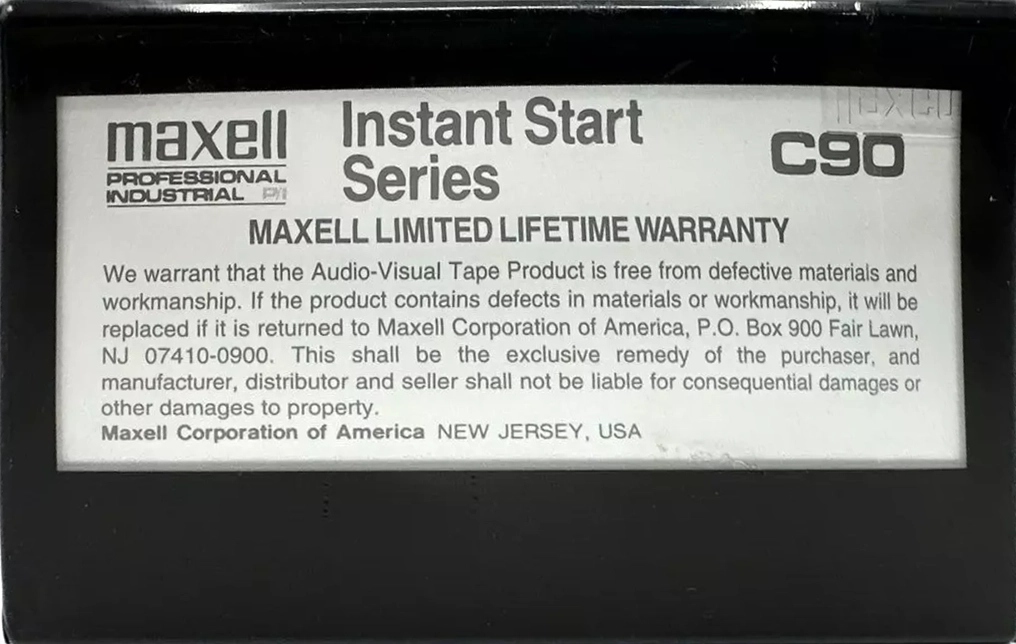 maxell
PROFESSIONAL
INDUSTRIAL P/I
Instant Start
Series
maxell
C90
MAXELL LIMITED LIFETIME WARRANTY
We warrant that the Audio-Visual Tape Product is free from defective materials and
workmanship. If the product contains defects in materials or workmanship, it will be
replaced if it is returned to Maxell Corporation of America, P.O. Box 900 Fair Lawn,
NJ 07410-0900. This shall be the exclusive remedy of the purchaser, and
manufacturer, distributor and seller shall not be liable for consequential damages or
other damages to property.
Maxell Corporation of America NEW JERSEY, USA